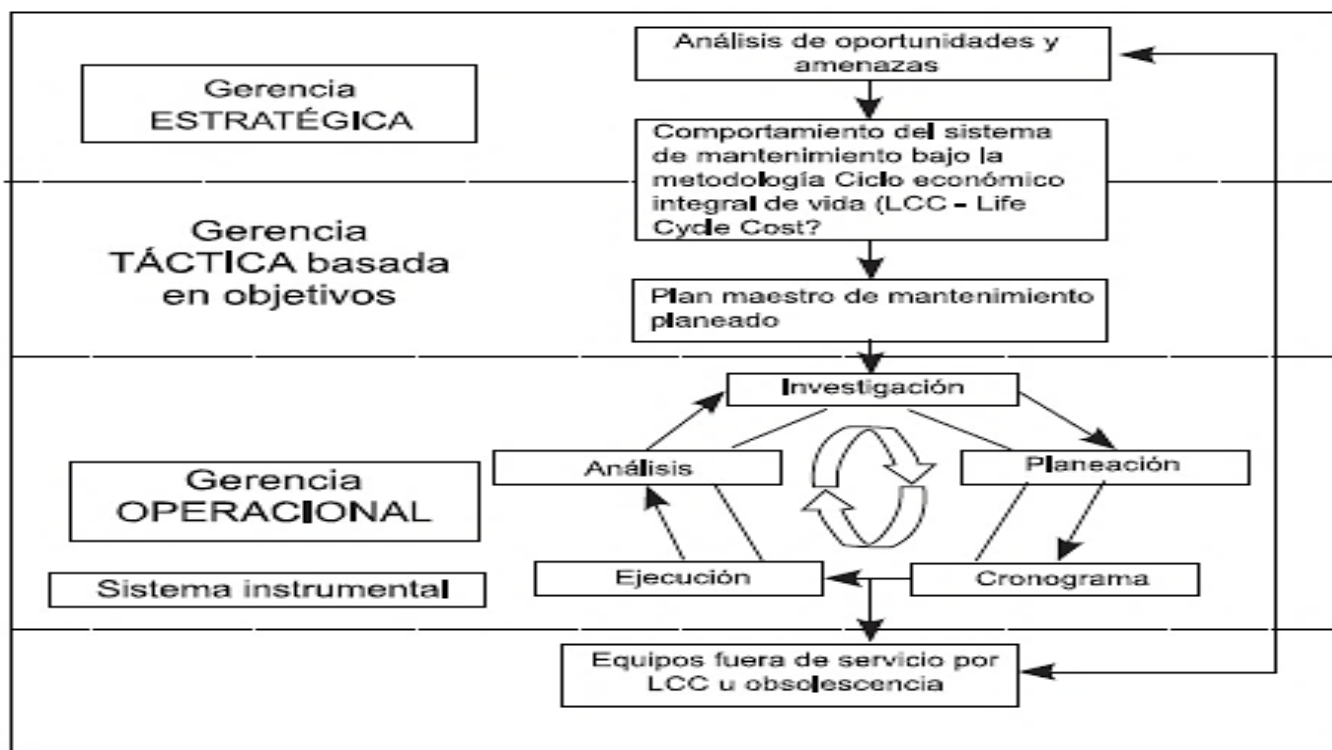 Análisis de oportunidades y
amenazas
Gerencia
ESTRATÉGICA
Comportamiento del sistema
de mantenimiento bajo la
metodología Ciclo económico
integral de vida (LCC - Life
Cycle Cost?
Gerencia
TÁCTICA basada
en objetivos
Plan maestro de mantenimiento
planeado
Investigación
Análisis
Planeación
Gerencia
OPERACIONAL
Ejecución
Cronograma
Sistema instrumental
Equipos fuera de servicio por
LCC u obsolescencia